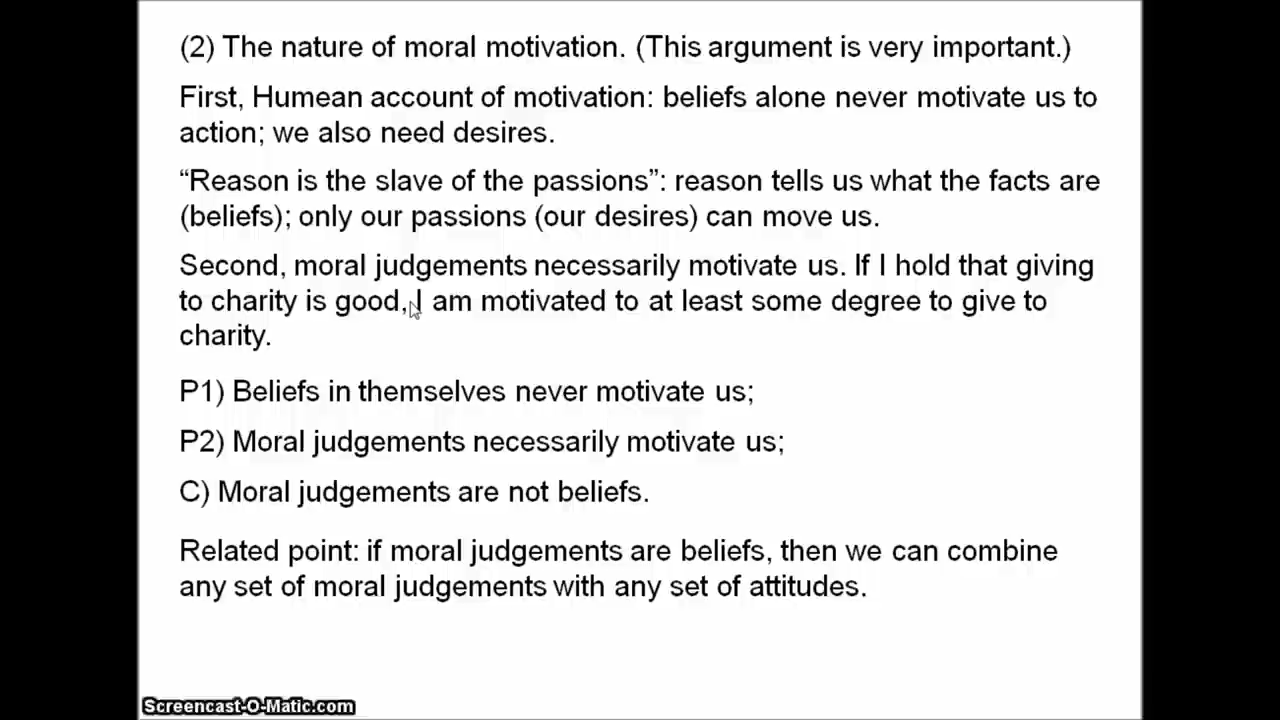 (2) The nature of moral motivation. (This argument is very important.)
First, Humean account of motivation: beliefs alone never motivate us to
action; we also need desires.
“Reason is the slave of the passions”: reason tells us what the facts are
(beliefs); only our passions (our desires) can move us.
Second, moral judgements necessarily motivate us. If I hold that giving
to charity is good, I am motivated to at least some degree to give to
charity.
P1) Beliefs in themselves never motivate us;
P2) Moral judgements necessarily motivate us;
C) Moral judgements are not beliefs.
Related point: if moral judgements are beliefs, then we can combine
any set of moral judgements with any set of attitudes.
Screencast-O-Matic.com